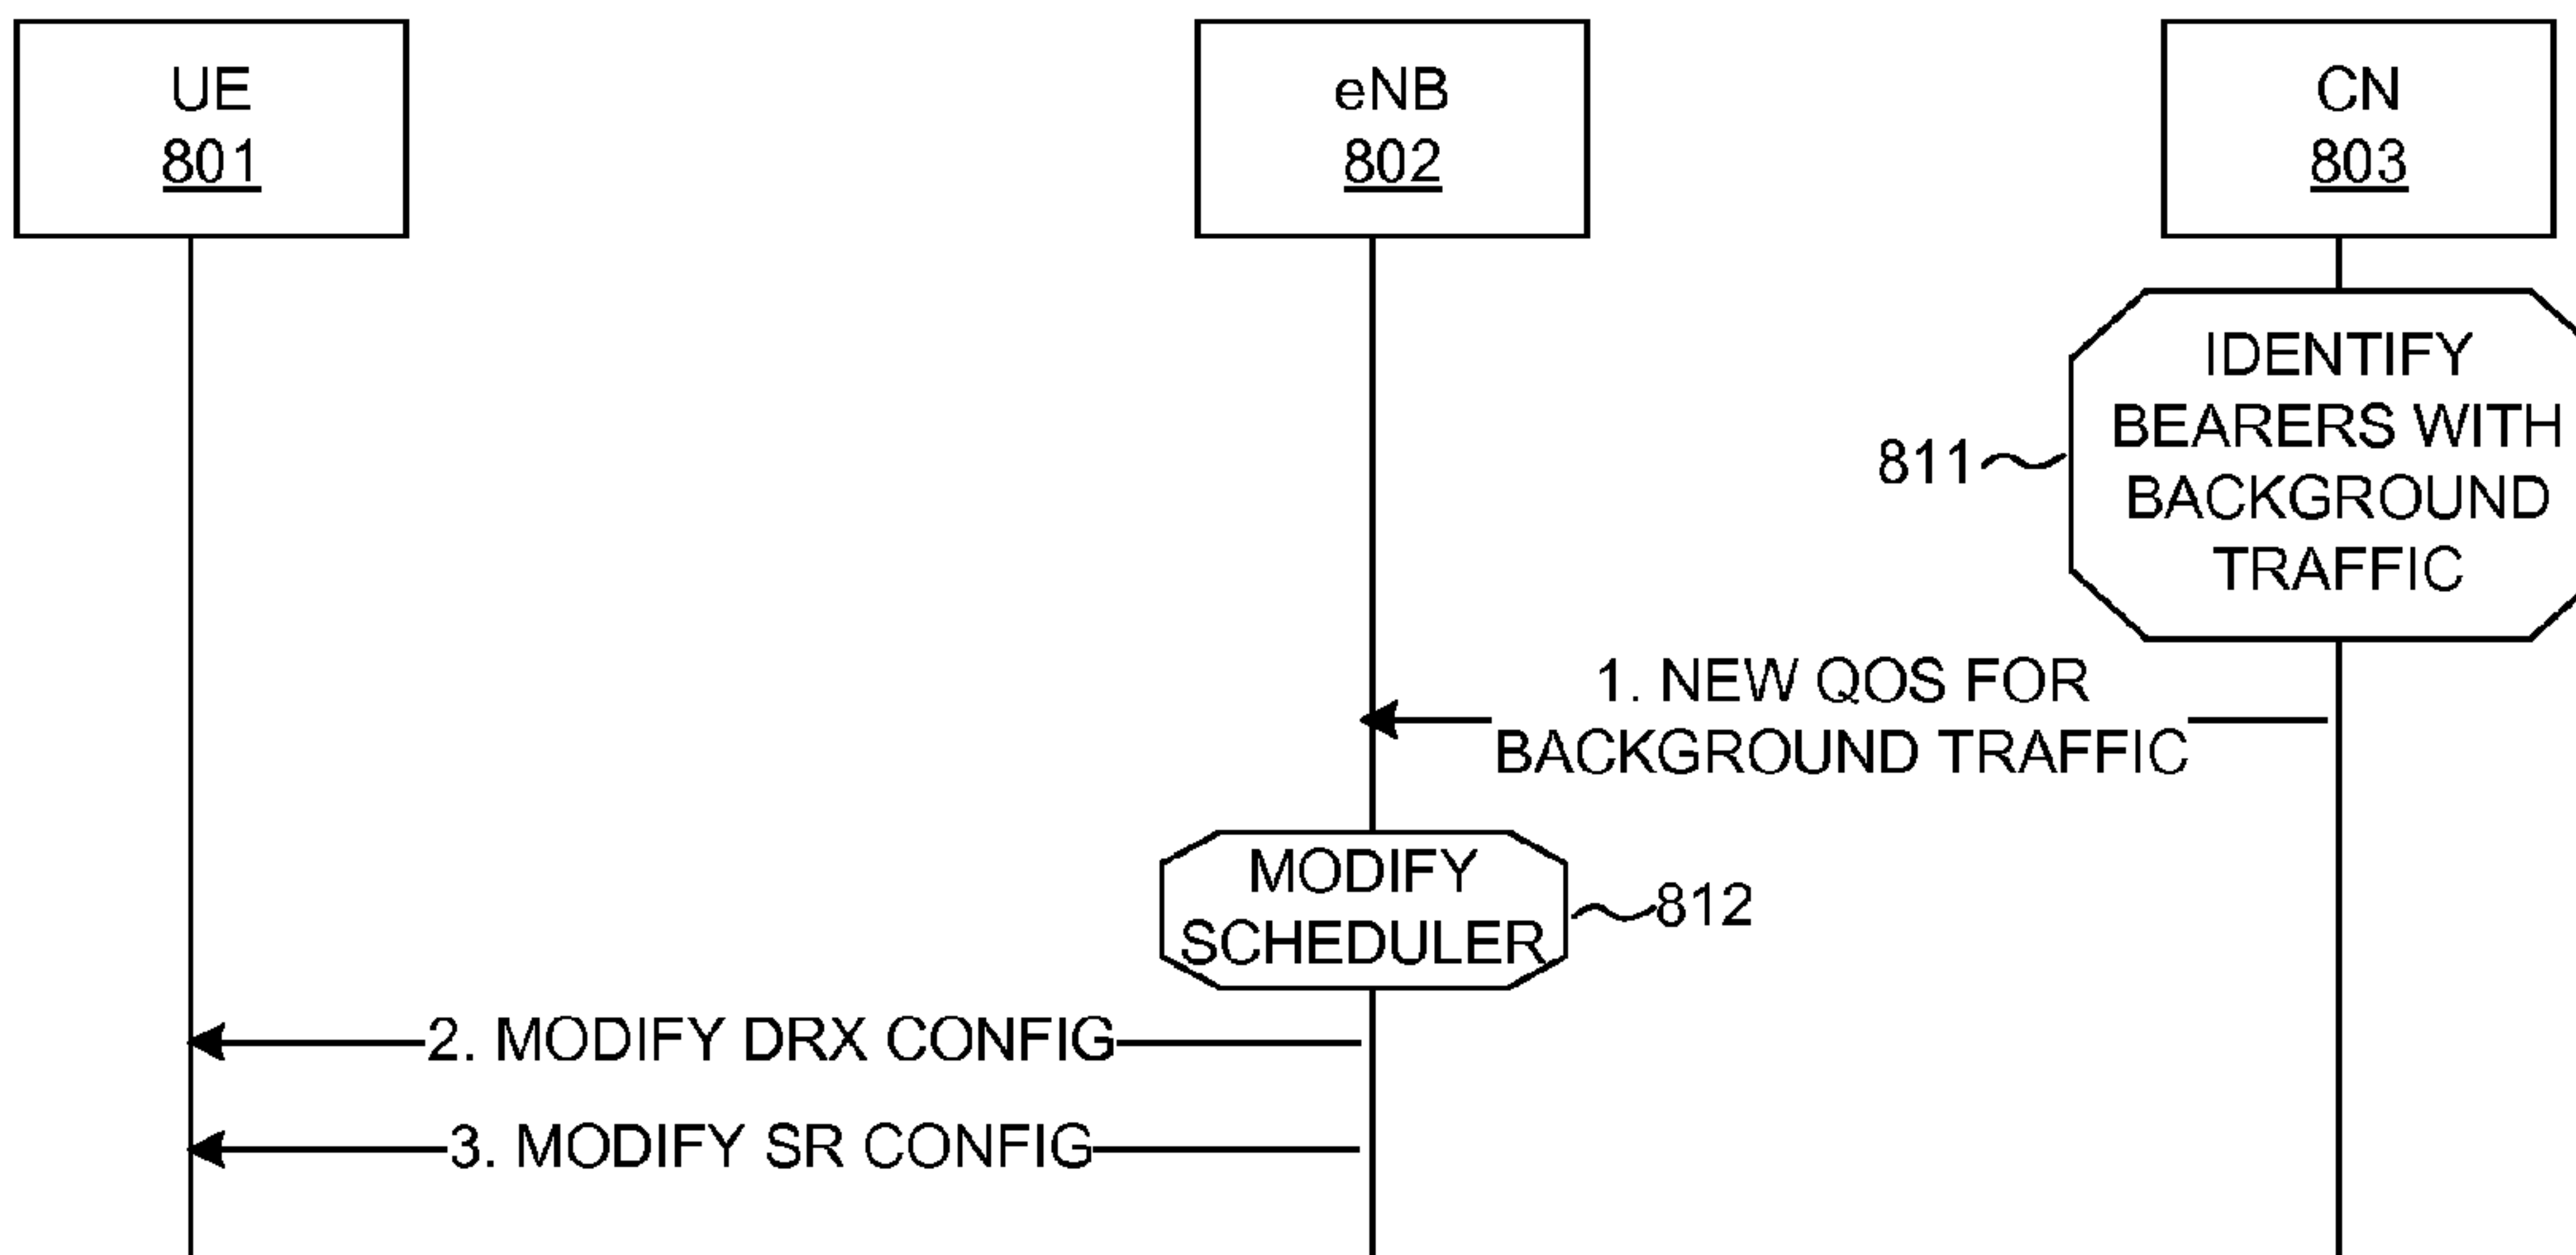 UE
801
eNB
802
CN
803
IDENTIFY
BEARERS WITH
BACKGROUND
TRAFFIC
811
1. NEW QOS FOR
BACKGROUND TRAFFIC
MODIFY
SCHEDULER
812
2. MODIFY DRX CONFIG
3. MODIFY SR CONFIG